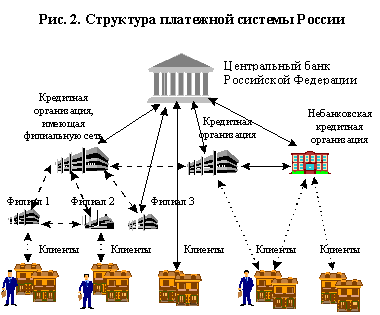 Рис. 2. Структура платежной системы России
Центральный банк
Российской Федерации
Кредитная
организация,
имеющая
филиальную сеть
Кредитная
организация
Небанковская
кредитная
организация
Филиал 1
Филиал 2
Филиал 3
Клиенты
Клиенты
Клиенты
Клиенты
Клиенты